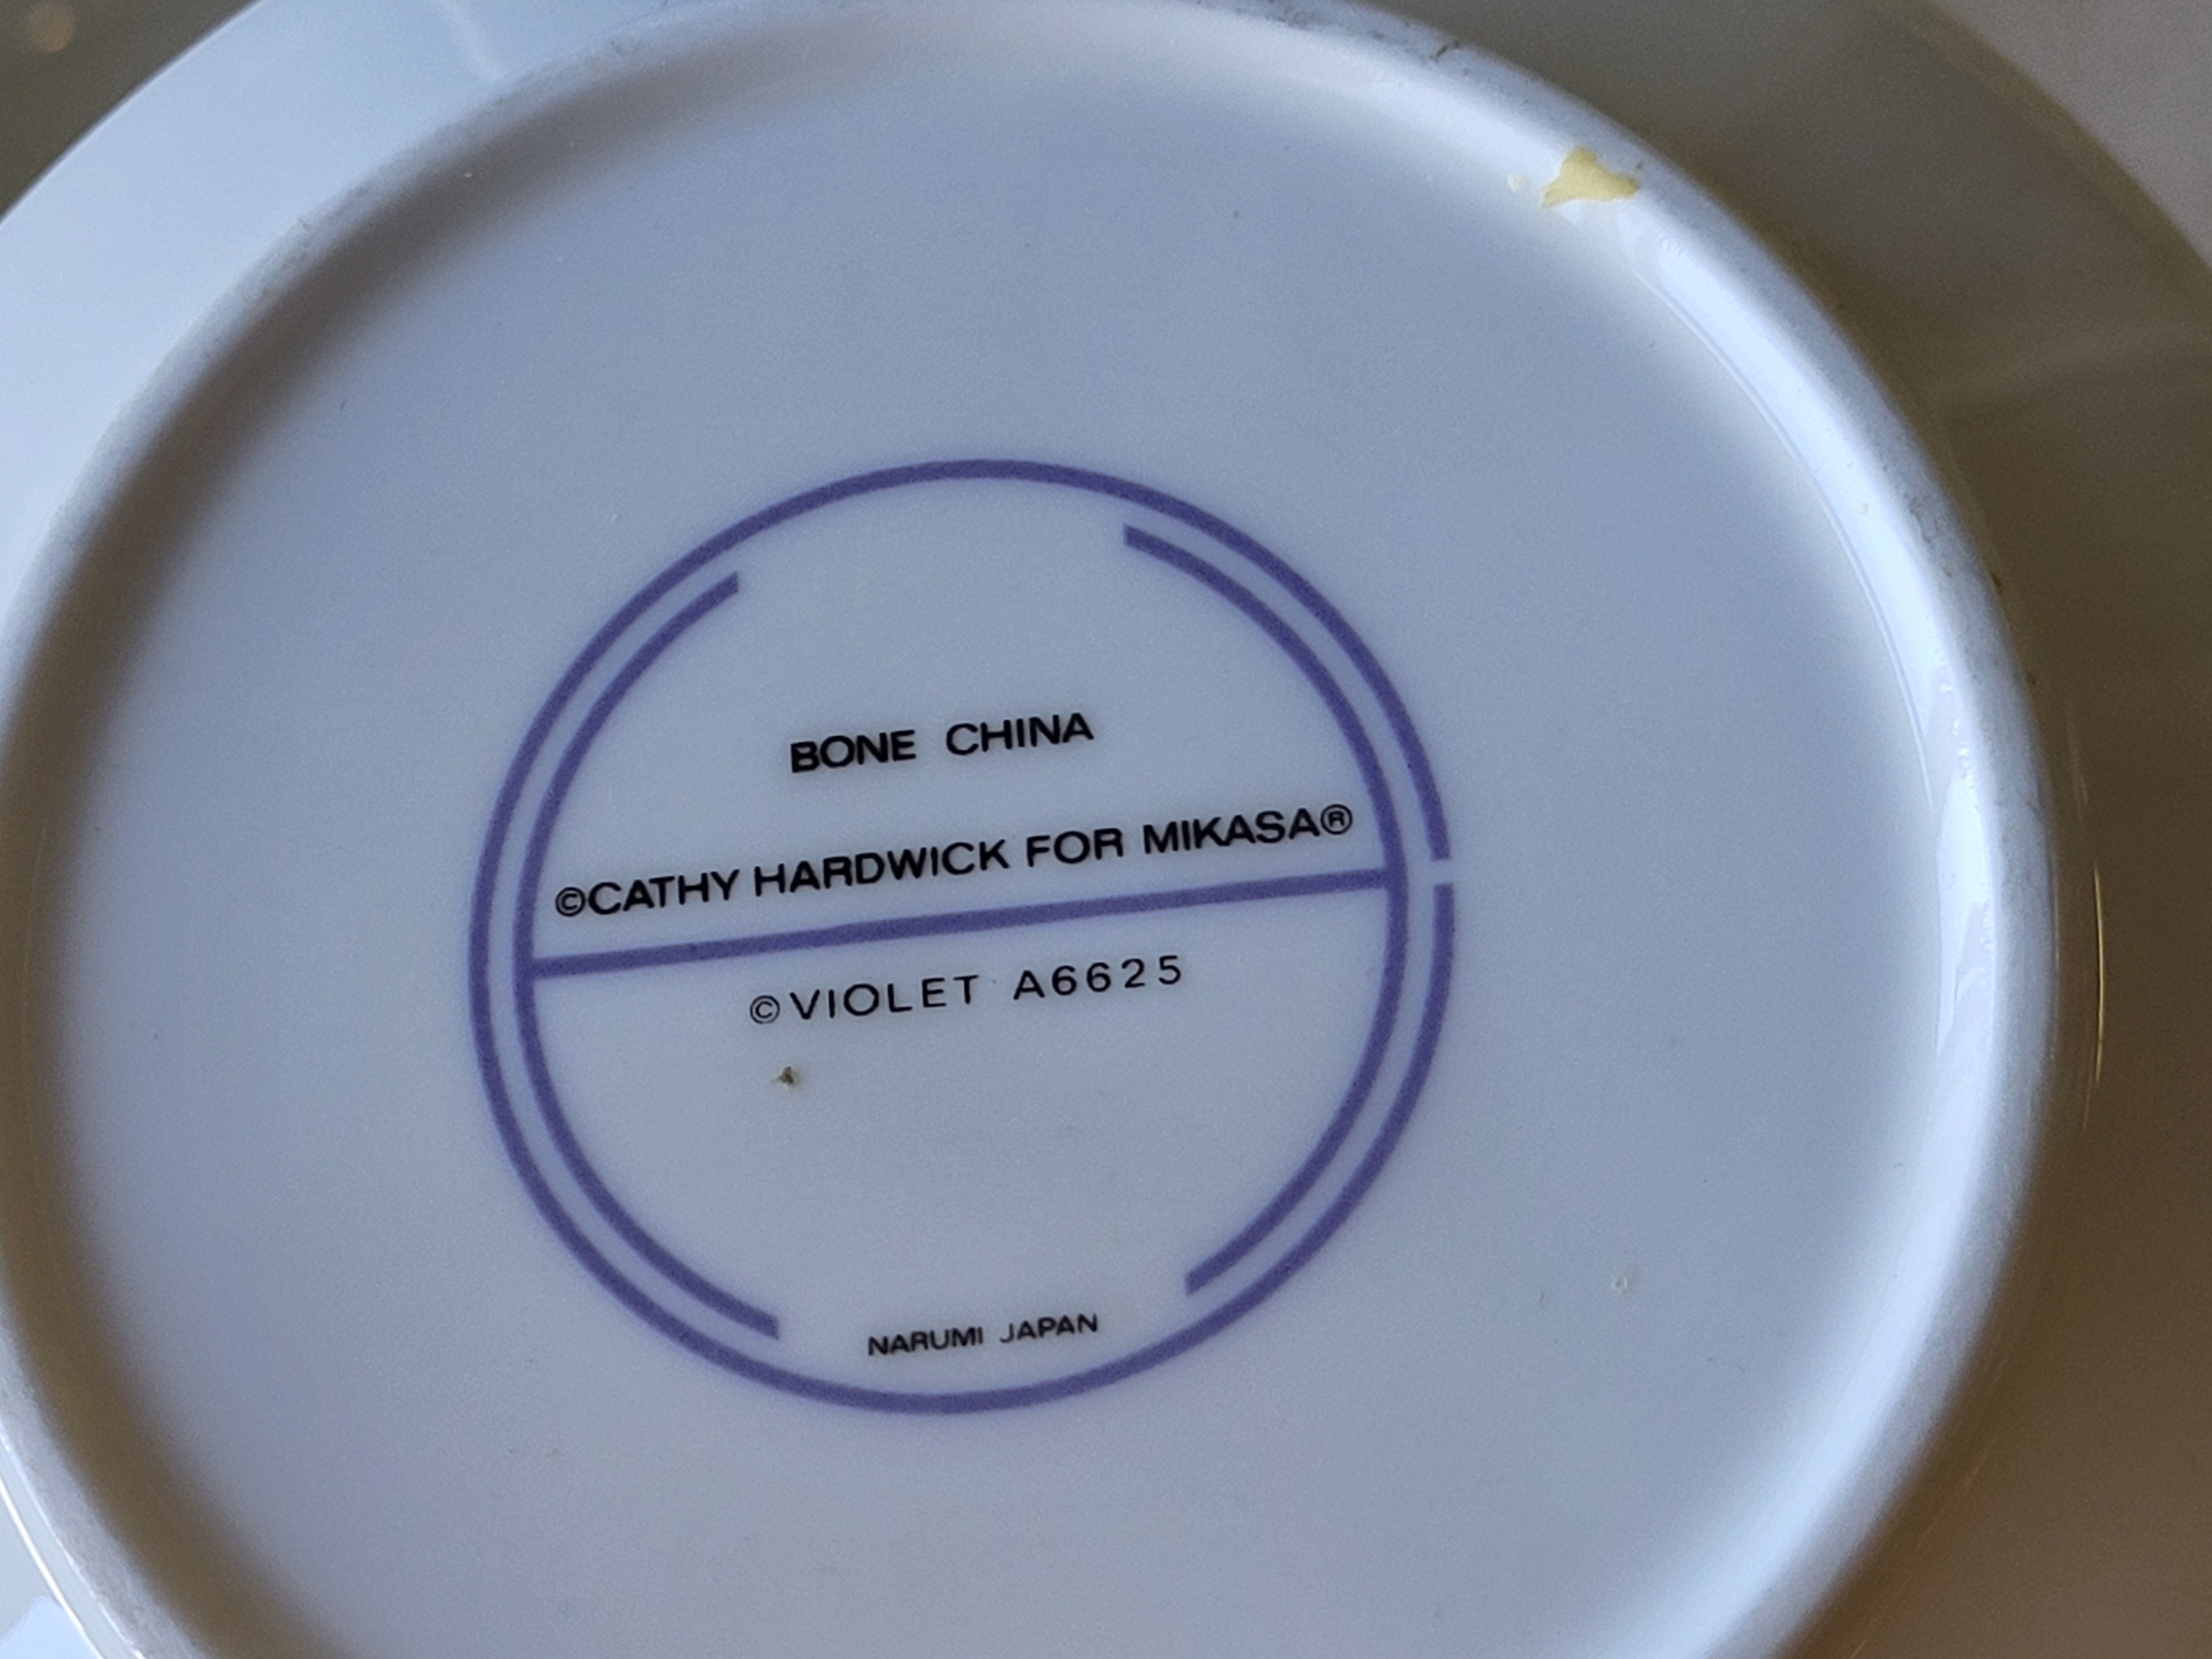 BONE CHINA
©CATHY HARDWICK FOR MIKASA®
©VIOLET A6625
NARUMI JAPAN